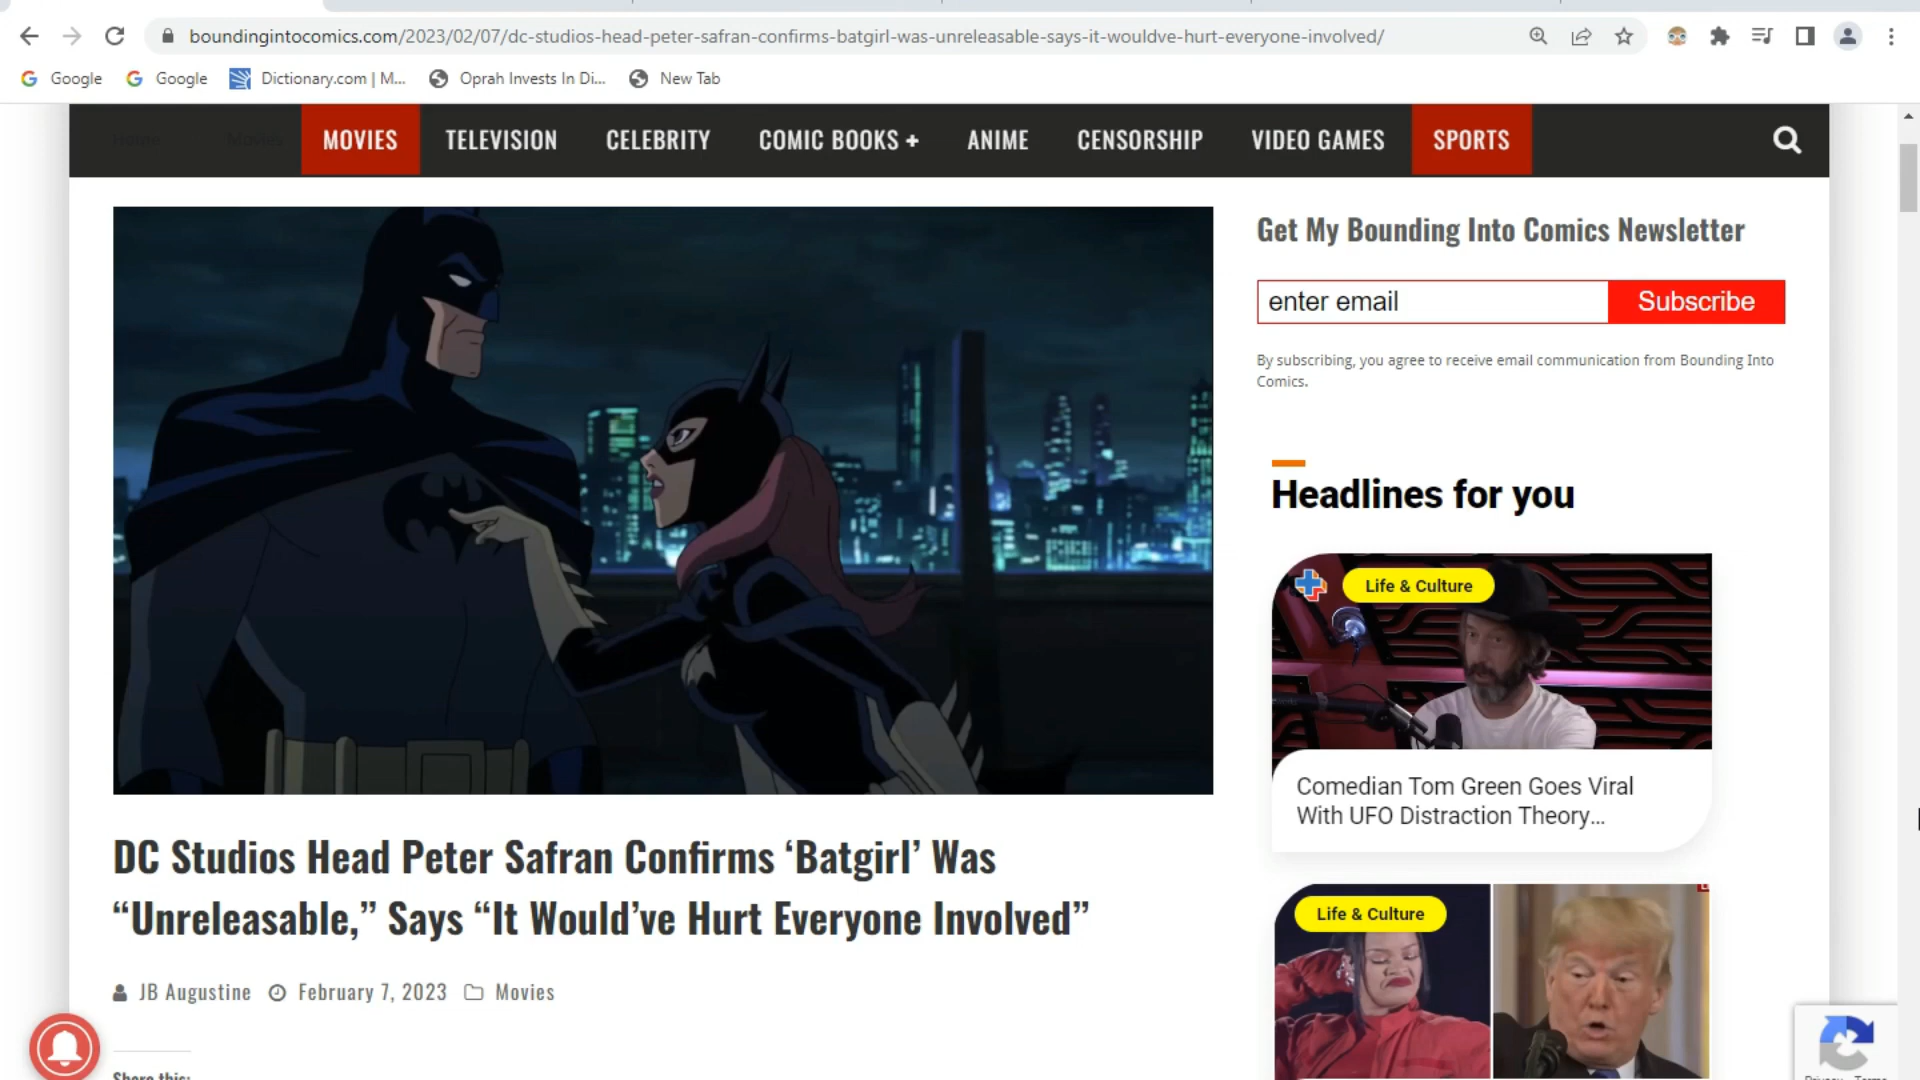 boundingintocomics.com/2023/02/07/dc-studios-head-peter-safran-confirms-batgirl-was-unreleasable-says-it-wouldve-hurt-everyone-involved/
Google
Google
Dictionary.com | M...
Oprah Invests In Di...
New Tab
Home Movies
MOVIES
TELEVISION
CELEBRITY
COMIC BOOKS +
ANIME
CENSORSHIP
VIDEO GAMES
SPORTS
Get My Bounding Into Comics Newsletter
enter email
Subscribe
By subscribing, you agree to receive email communication from Bounding Into
Comics.
Headlines for you
Life & Culture
Comedian Tom Green Goes Viral
With UFO Distraction Theory...
Life & Culture
DC Studios Head Peter Safran Confirms ‘Batgirl’ Was
“Unreleasable,” Says “It Would’ve Hurt Everyone Involved”
JB Augustine
February 7, 2023
Movies
Share this: